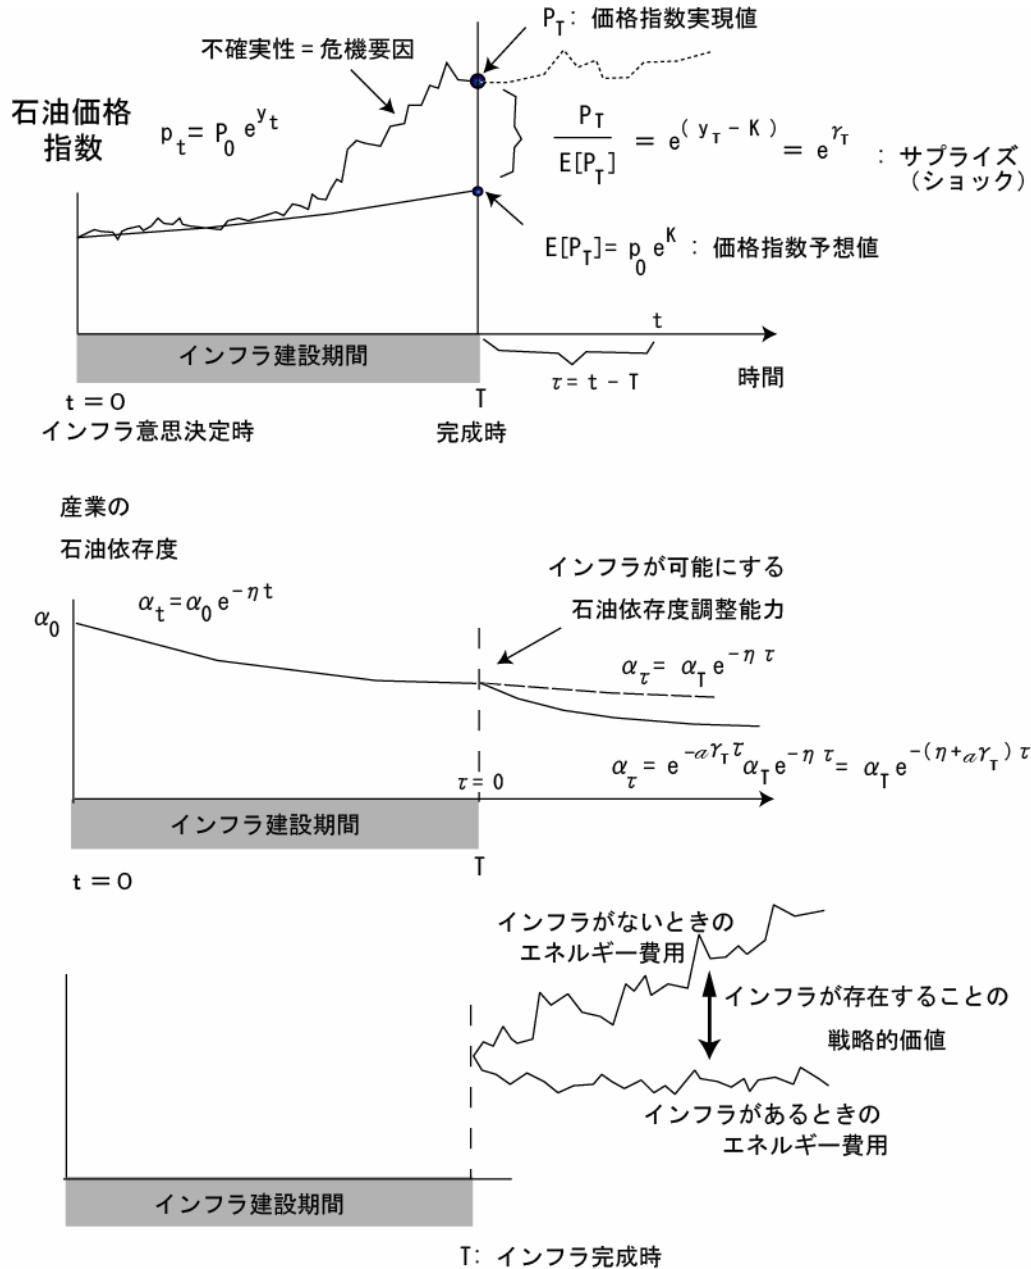 P_T： 価格指数実現値
不確実性 = 危機要因
石油価格
指数
p_t = P_0 e^{y_t}
P_T / E[P_T] = e^{(y_T - K)} = e^{γ_T} ： サプライズ
（ショック）
E[P_T] = p_0 e^K ： 価格指数予想値
t
インフラ建設期間
τ = t - T
時間
t = 0
T
インフラ意思決定時
完成時
産業の
石油依存度
インフラが可能にする
石油依存度調整能力
α_0
α_t = α_0 e^{-η t}
α_τ = α_T e^{-η τ}
α_τ = e^{-aγ_T τ} α_T e^{-η τ} = α_T e^{-(η + aγ_T) τ}
τ = 0
インフラ建設期間
T
t = 0
インフラがないときの
エネルギー費用
インフラが存在することの
戦略的価値
インフラがあるときの
エネルギー費用
インフラ建設期間
T： インフラ完成時